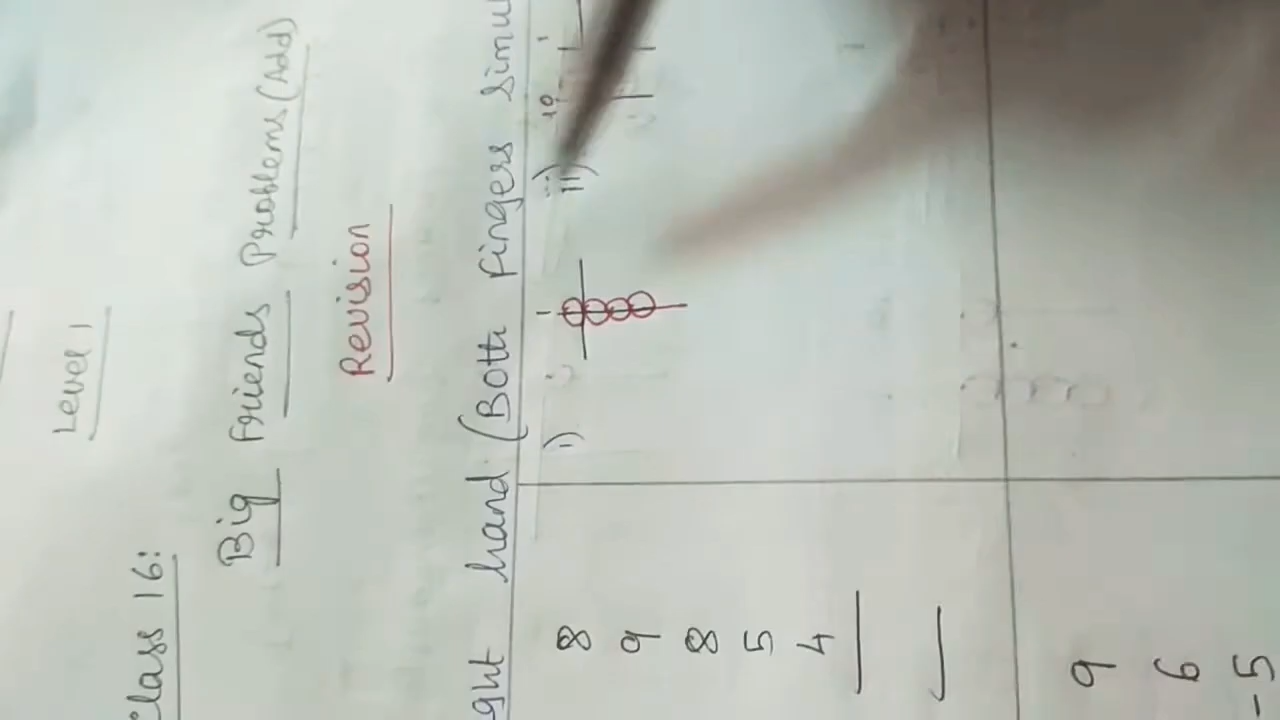 Level 1
Class 16:
Big Friends Problems (Add)
Revision
ght hand (Both Fingers Simu
8
9
8
5
4
i)
1
ii)
10 1
9
6
-5